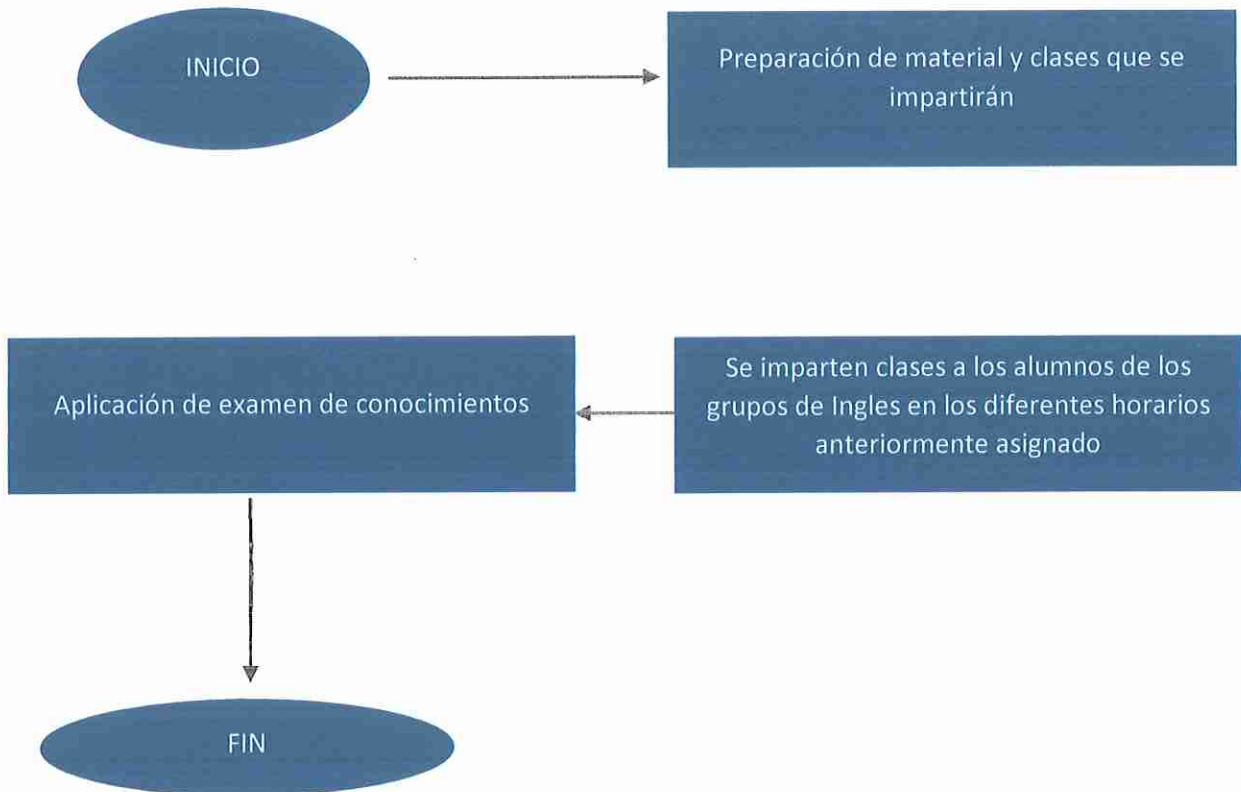 INICIO
Preparación de material y clases que se
impartirán
Se imparten clases a los alumnos de los
grupos de Ingles en los diferentes horarios
anteriormente asignado
Aplicación de examen de conocimientos
FIN